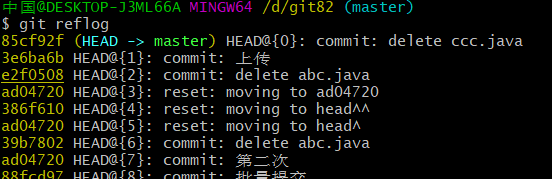 中国@DESKTOP-J3ML66A MINGW64 /d/git82 (master)
$ git reflog
85cf92f (HEAD -> master) HEAD@{0}: commit: delete ccc.java
3e6ba6b HEAD@{1}: commit: 上传
e2f0508 HEAD@{2}: commit: delete abc.java
ad04720 HEAD@{3}: reset: moving to ad04720
386f610 HEAD@{4}: reset: moving to head^^
ad04720 HEAD@{5}: reset: moving to head^
39b7802 HEAD@{6}: commit: delete abc.java
ad04720 HEAD@{7}: commit: 第二次
88fcd97 HEAD@{8}: commit: 批量提交